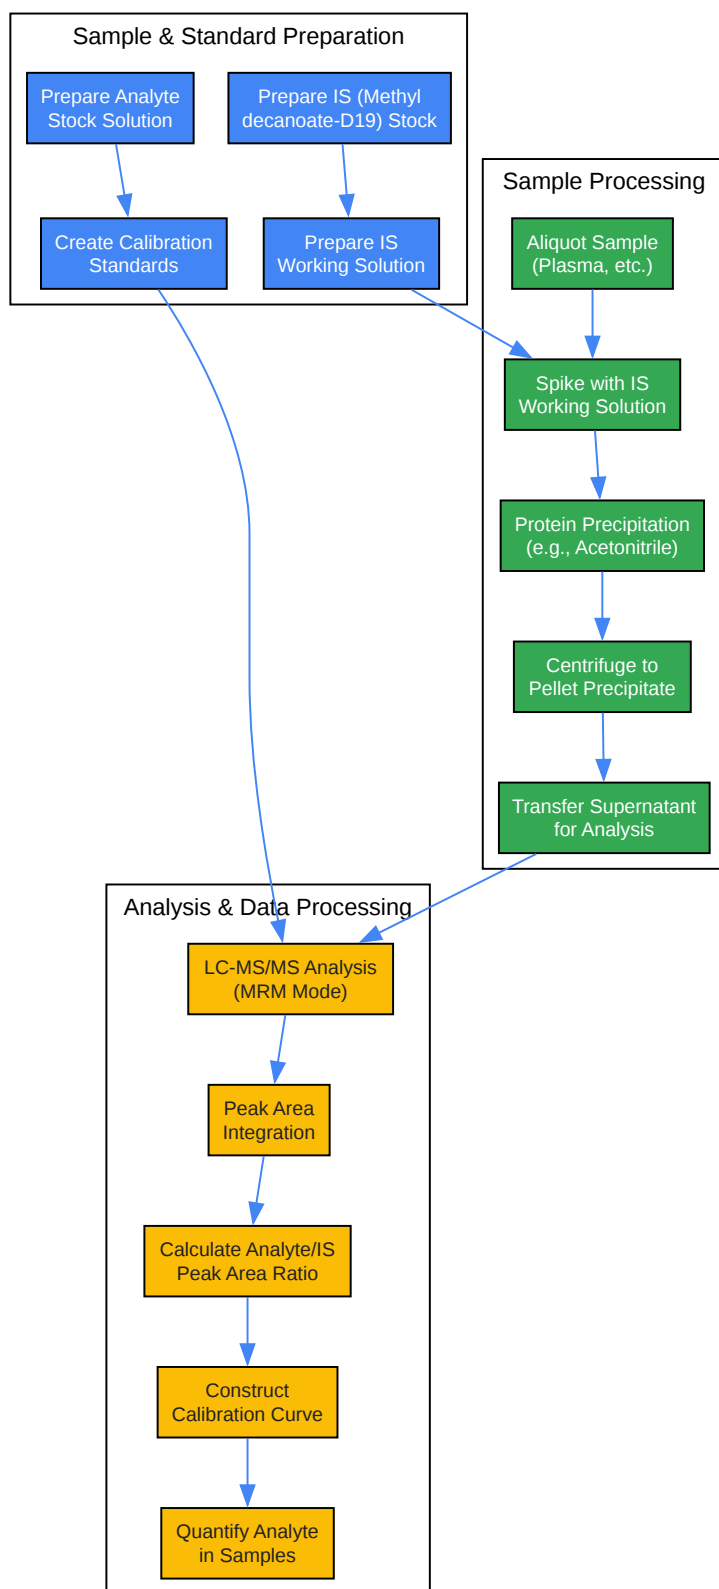 Sample & Standard Preparation
Prepare Analyte
Stock Solution
Prepare IS (Methyl
decanoate-D19) Stock
Create Calibration
Standards
Prepare IS
Working Solution
Sample Processing
Aliquot Sample
(Plasma, etc.)
Spike with IS
Working Solution
Protein Precipitation
(e.g., Acetonitrile)
Centrifuge to
Pellet Precipitate
Transfer Supernatant
for Analysis
Analysis & Data Processing
LC-MS/MS Analysis
(MRM Mode)
Peak Area
Integration
Calculate Analyte/IS
Peak Area Ratio
Construct
Calibration Curve
Quantify Analyte
in Samples